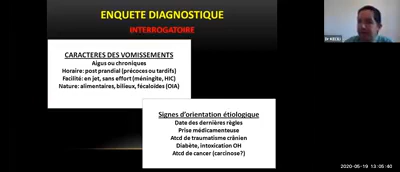 ENQUETE DIAGNOSTIQUE
INTERROGATOIRE
CARACTERES DES VOMISSEMENTS
Aigus ou chroniques
Horaire: post prandial (précoces ou tardifs)
Facilité: en jet, sans effort (méningite, HIC)
Nature: alimentaires, bilieux, fécaloïdes (OIA)
Signes d'orientation étiologique
Date des dernières règles
Prise médicamenteuse
Atcd de traumatisme crânien
Diabète, intoxication OH
Atcd de cancer (carcinose?)
2020-05-19 13:05:40